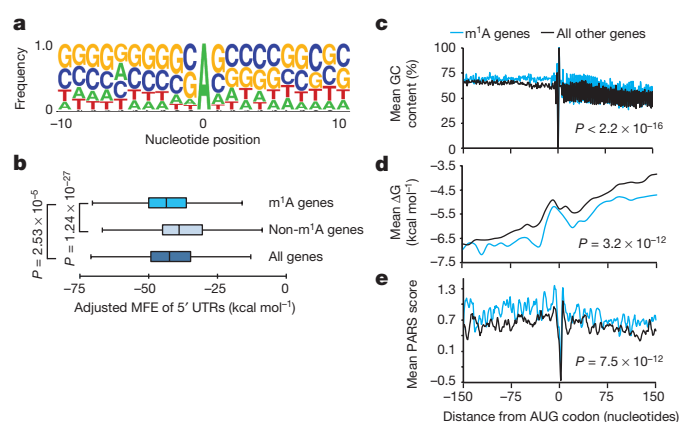 a
Frequency
1.0
0
GGGGGGGGGCAGCCCCGGCGC
−10
0
10
Nucleotide position
b
P = 2.53 × 10−5
P = 1.24 × 10−27
m1A genes
Non-m1A genes
All genes
−75
−50
−25
0
Adjusted MFE of 5′ UTRs (kcal mol−1)
c
m1A genes
All other genes
Mean GC
content (%)
100
75
50
25
0
P < 2.2 × 10−16
d
Mean ΔG
(kcal mol−1)
−3.5
−4.5
−5.5
−6.5
−7.5
P = 3.2 × 10−12
e
Mean PARS score
1.3
0.7
0.1
−0.5
P = 7.5 × 10−12
−150
−75
0
75
150
Distance from AUG codon (nucleotides)